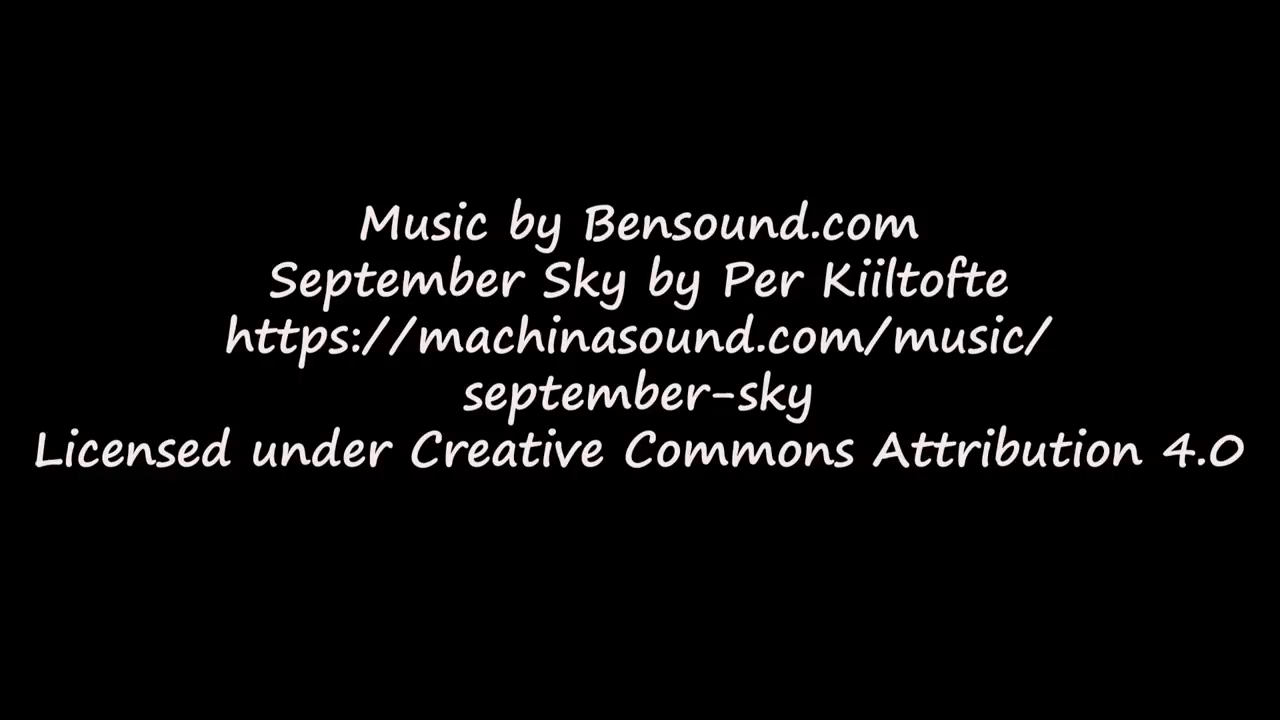 Music by Bensound.com
September Sky by Per Kiiltofte
https://machinasound.com/music/
september-sky
Licensed under Creative Commons Attribution 4.0